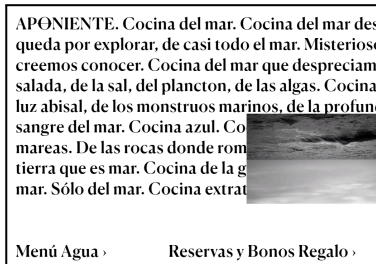 APΘNIENTE. Cocina del mar. Cocina del mar des
queda por explorar, de casi todo el mar. Misterios
creemos conocer. Cocina del mar que despreciam
salada, de la sal, del plancton, de las algas. Cocina
luz abisal, de los monstruos marinos, de la profun
sangre del mar. Cocina azul. Co
mareas. De las rocas donde rom
tierra que es mar. Cocina de la g
mar. Sólo del mar. Cocina extrat
Menú Agua ›
Reservas y Bonos Regalo ›